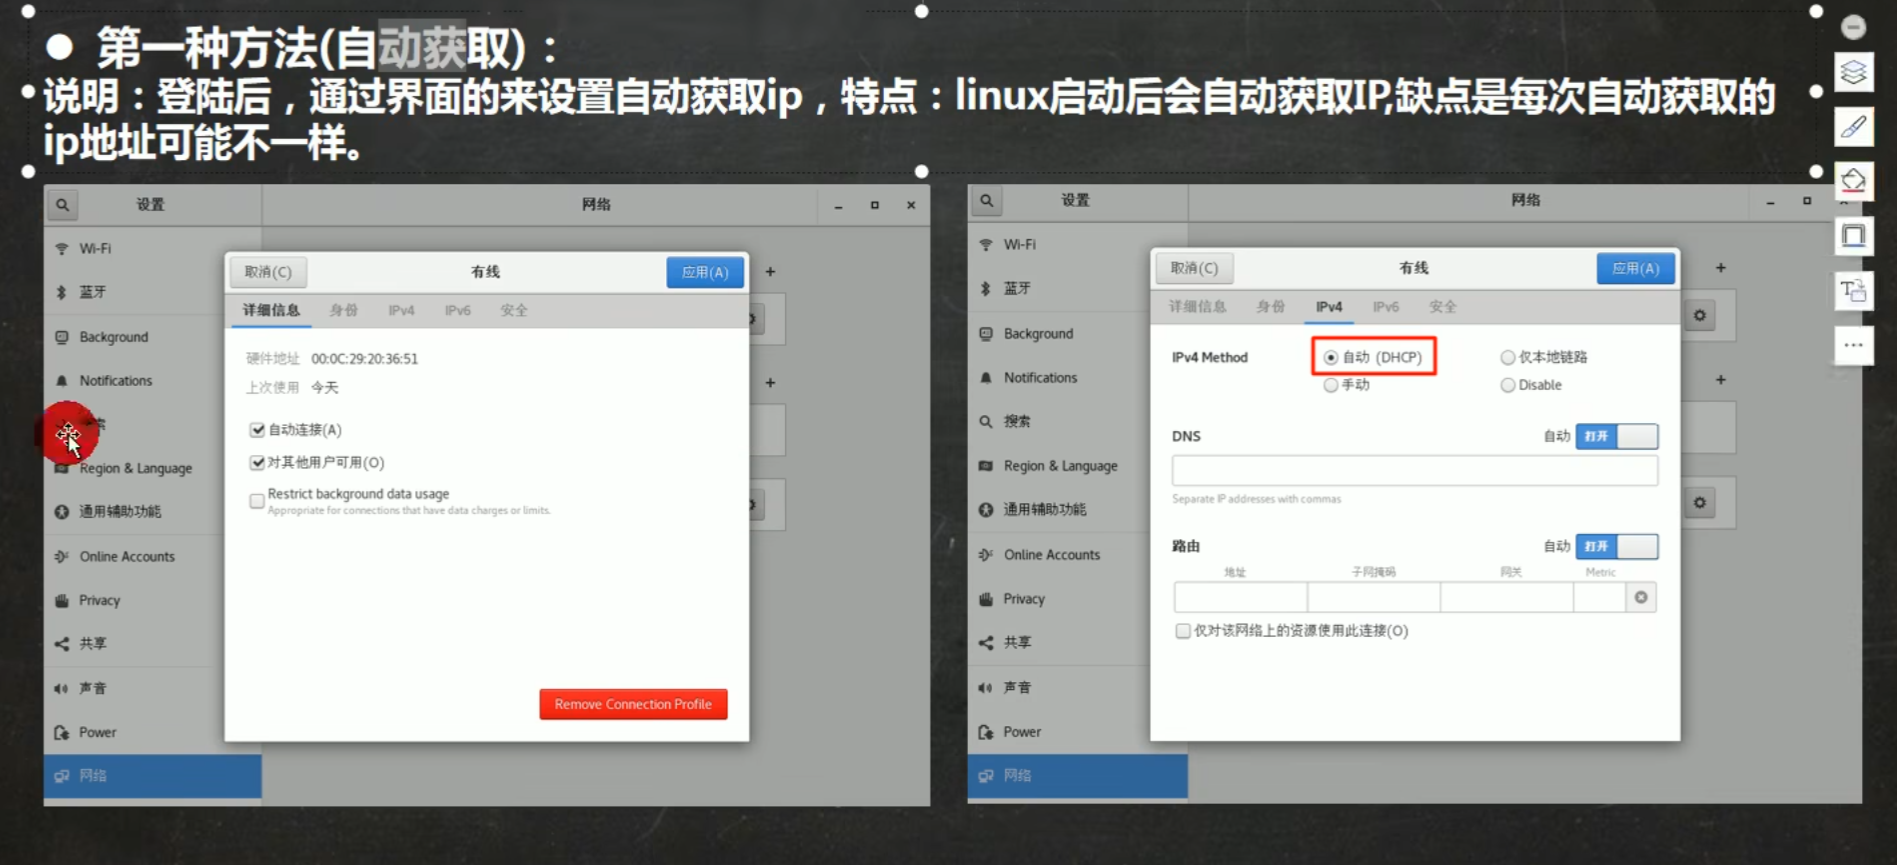 ● 第一种方法(自动获取)：
说明：登陆后，通过界面的来设置自动获取ip，特点：linux启动后会自动获取IP,缺点是每次自动获取的
ip地址可能不一样。
设置
网络
Wi-Fi
蓝牙
Background
Notifications
索
Region & Language
通用辅助功能
Online Accounts
Privacy
共享
声音
Power
网络
取消(C)
有线
应用(A)
详细信息 身份 IPv4 IPv6 安全
硬件地址 00:0C:29:20:36:51
上次使用 今天
自动连接(A)
对其他用户可用(O)
Restrict background data usage
Appropriate for connections that have data charges or limits.
Remove Connection Profile
设置
网络
Wi-Fi
蓝牙
Background
Notifications
搜索
Region & Language
通用辅助功能
Online Accounts
Privacy
共享
声音
Power
网络
取消(C)
有线
应用(A)
详细信息 身份 IPv4 IPv6 安全
IPv4 Method 自动 (DHCP) 仅本地链路
手动 Disable
DNS 自动 打开
Separate IP addresses with commas
路由 自动 打开
地址 子网掩码 网关 Metric
仅对该网络上的资源使用此连接(O)